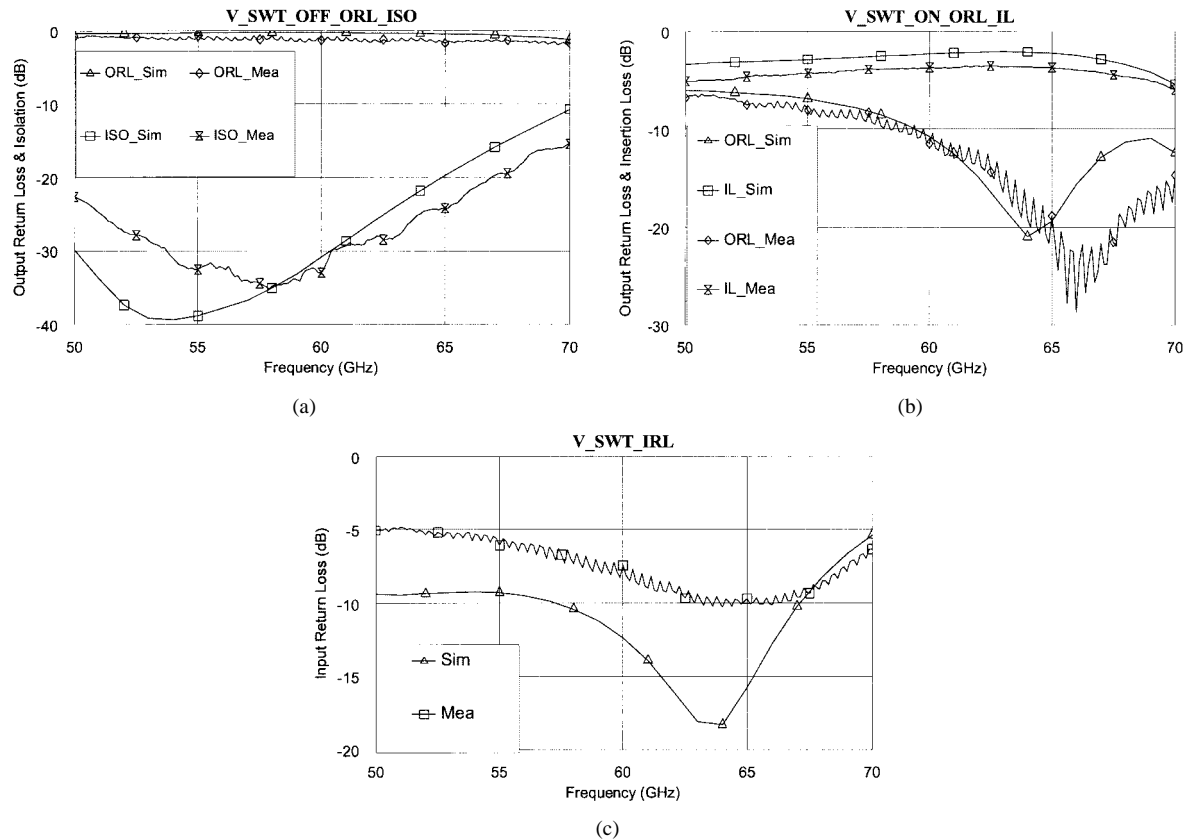 V_SWT_OFF_ORL_ISO
0
-10
-20
-30
-40
Output Return Loss & Isolation (dB)
ORL_Sim
ORL_Mea
ISO_Sim
ISO_Mea
50
55
60
65
70
Frequency (GHz)
(a)
V_SWT_ON_ORL_IL
0
-10
-20
-30
Output Return Loss & Insertion Loss (dB)
ORL_Sim
IL_Sim
ORL_Mea
IL_Mea
50
55
60
65
70
Frequency (GHz)
(b)
V_SWT_IRL
0
-5
-10
-15
-20
Input Return Loss (dB)
Sim
Mea
50
55
60
65
70
Frequency (GHz)
(c)